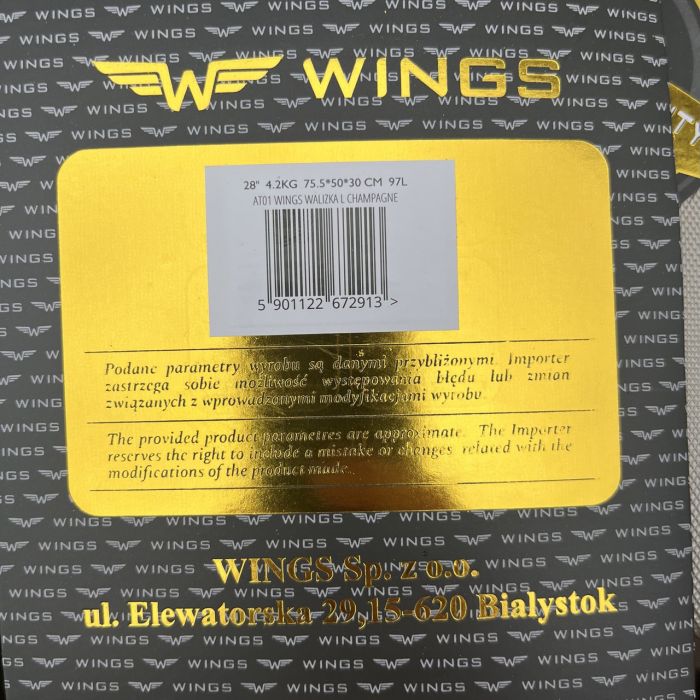 WINGS
28" 4.2KG 75.5*50*30 CM 97L
AT01 WINGS WALIZKA L CHAMPAGNE
5 901122 672913 >
Podane parametry wyrobu są danymi przybliżonymi. Importer
zastrzega sobie możliwość występowania błędu lub zmian
związanych z wprowadzonymi modyfikacjami wyrobu.
The provided product parametres are approximate. The Importer
reserves the right to include a mistake or changes related with the
modifications of the product made.
WINGS Sp. z o.o.
ul. Elewatorska 29,15-620 Bialystok